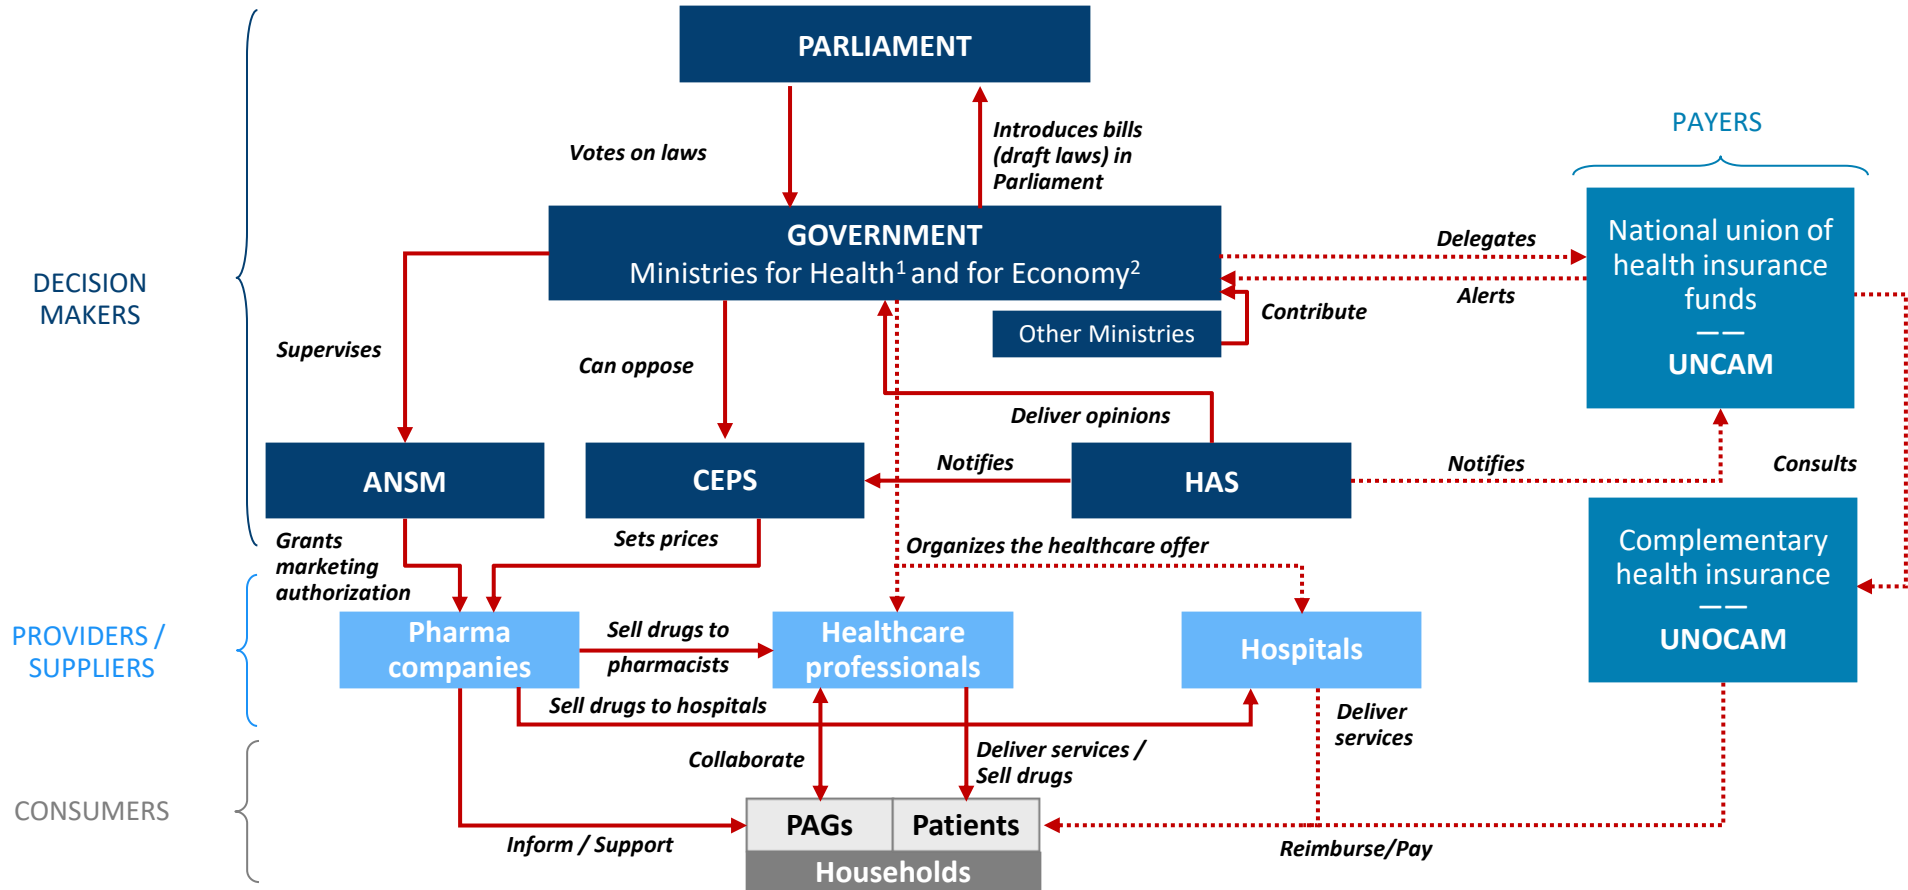 PARLIAMENT
Votes on laws
Introduces bills
(draft laws) in
Parliament
PAYERS
GOVERNMENT
Ministries for Health¹ and for Economy²
Delegates
Alerts
National union of
health insurance
funds
——
UNCAM
DECISION
MAKERS
Other Ministries
Contribute
Supervises
Can oppose
Deliver opinions
ANSM
CEPS
Notifies
HAS
Notifies
Consults
Grants
marketing
authorization
Sets prices
Organizes the healthcare offer
Complementary
health insurance
——
UNOCAM
PROVIDERS /
SUPPLIERS
Pharma
companies
Sell drugs to
pharmacists
Healthcare
professionals
Hospitals
Sell drugs to hospitals
Deliver
services
Collaborate
Deliver services /
Sell drugs
CONSUMERS
PAGs
Patients
Inform / Support
Reimburse/Pay
Households